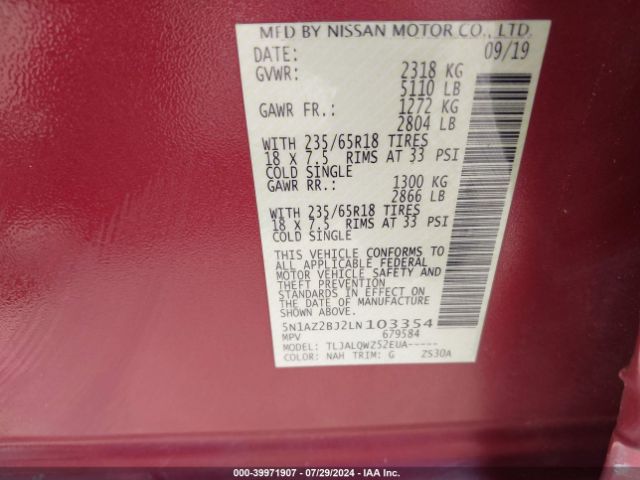 MFD BY NISSAN MOTOR CO., LTD.
DATE: 09/19
GVWR: 2318 KG
5110 LB
GAWR FR.: 1272 KG
2804 LB
WITH 235/65R18 TIRES
18 X 7.5 RIMS AT 33 PSI
COLD SINGLE
GAWR RR.: 1300 KG
2866 LB
WITH 235/65R18 TIRES
18 X 7.5 RIMS AT 33 PSI
COLD SINGLE
THIS VEHICLE CONFORMS TO
ALL APPLICABLE FEDERAL
MOTOR VEHICLE SAFETY AND
THEFT PREVENTION
STANDARDS IN EFFECT ON
THE DATE OF MANUFACTURE
SHOWN ABOVE.
5N1AZ2BJ2LN103354
MPV 679584
MODEL: TLJALQWZ52EUA-----
COLOR: NAH TRIM: G ZS30A
000-39971907 / 07/29/2024 / IAA Inc.